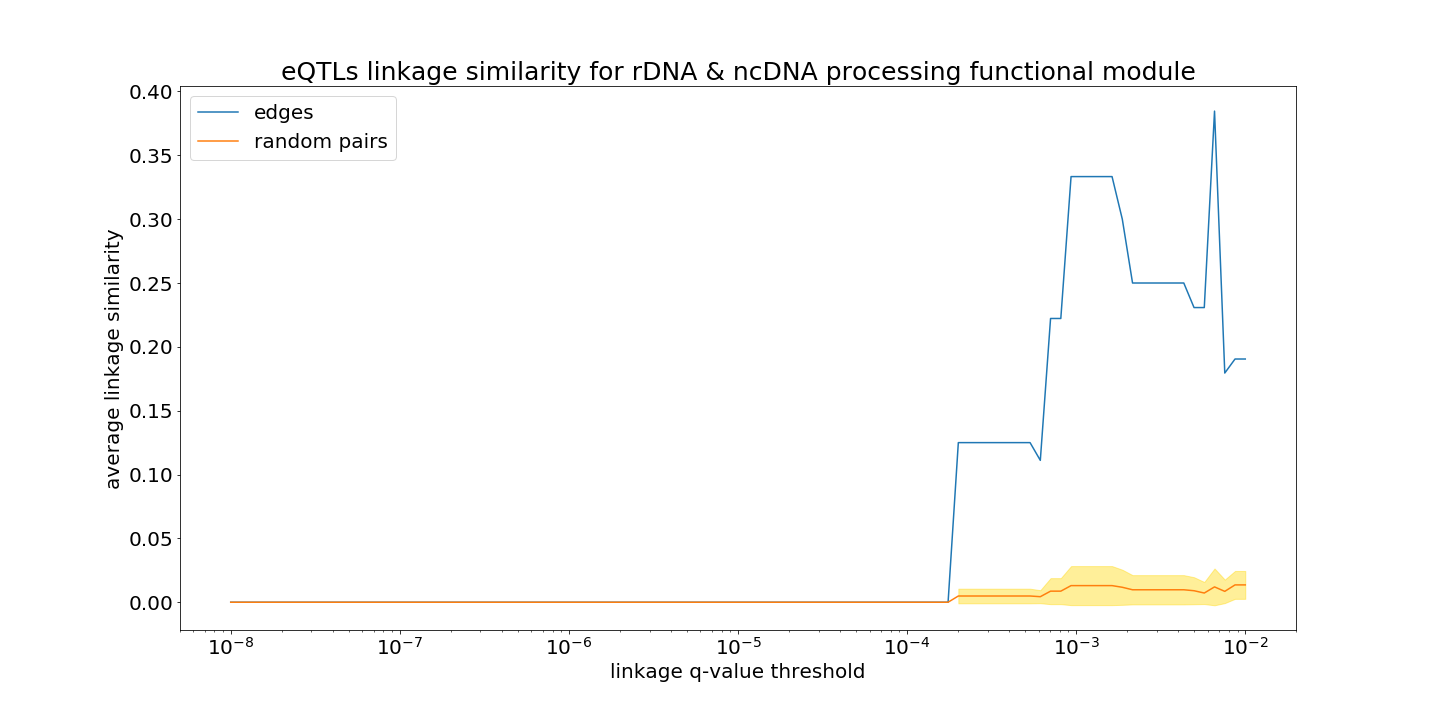 eQTLs linkage similarity for rDNA & ncDNA processing functional module
edges
random pairs
average linkage similarity
0.40
0.35
0.30
0.25
0.20
0.15
0.10
0.05
0.00
10⁻⁸ 10⁻⁷ 10⁻⁶ 10⁻⁵ 10⁻⁴ 10⁻³ 10⁻²
linkage q-value threshold